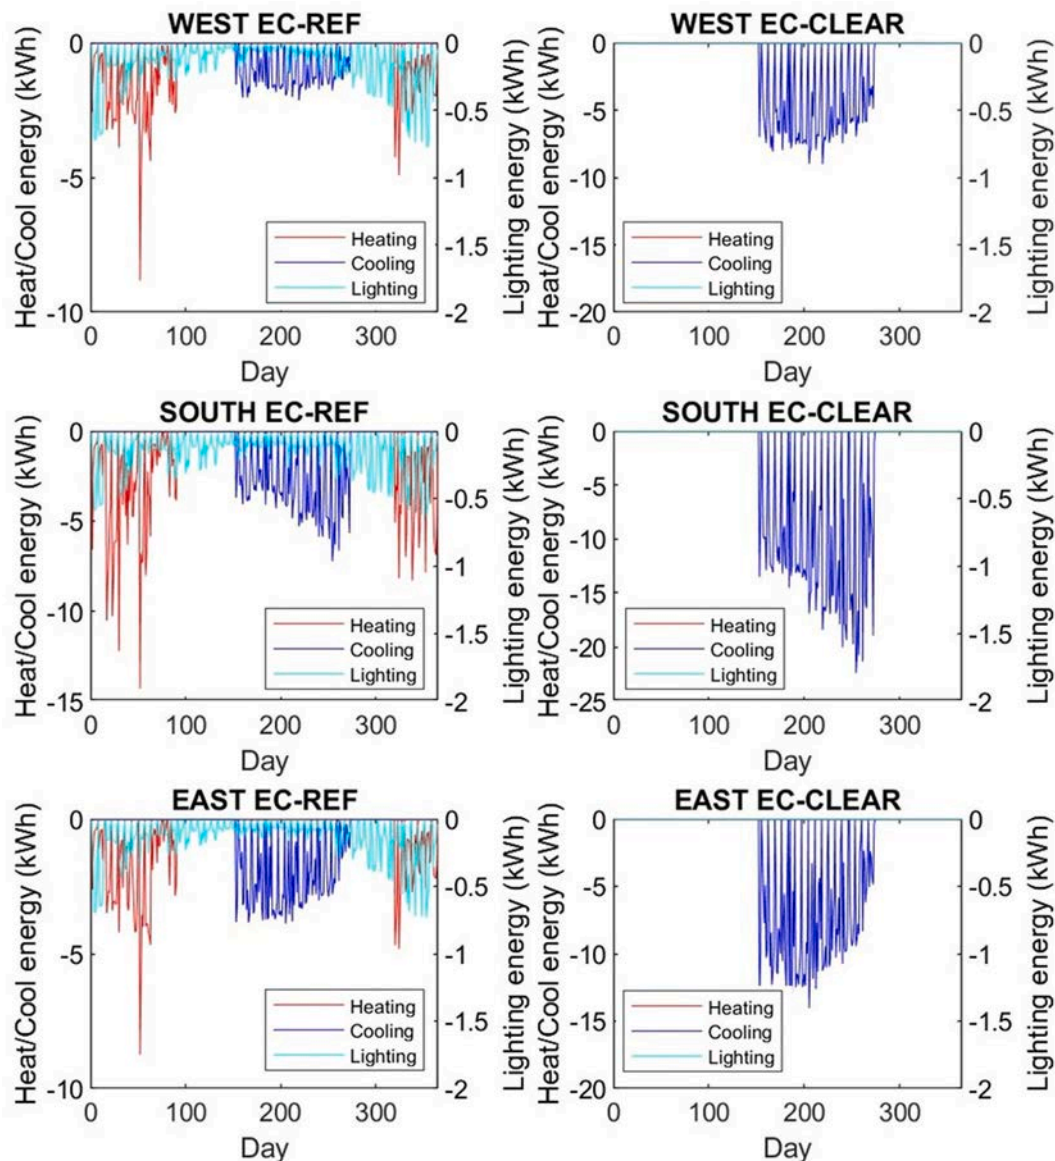 WEST EC-REF
Heat/Cool energy (kWh)
0
-5
-10
0
-0.5
-1
-1.5
-2
Lighting energy (kWh)
Heating
Cooling
Lighting
0 100 200 300
Day
WEST EC-CLEAR
Heat/Cool energy (kWh)
0
-5
-10
-15
-20
0
-0.5
-1
-1.5
-2
Lighting energy (kWh)
Heating
Cooling
Lighting
0 100 200 300
Day
SOUTH EC-REF
Heat/Cool energy (kWh)
0
-5
-10
-15
0
-0.5
-1
-1.5
-2
Lighting energy (kWh)
Heating
Cooling
Lighting
0 100 200 300
Day
SOUTH EC-CLEAR
Heat/Cool energy (kWh)
0
-5
-10
-15
-20
-25
0
-0.5
-1
-1.5
-2
Lighting energy (kWh)
Heating
Cooling
Lighting
0 100 200 300
Day
EAST EC-REF
Heat/Cool energy (kWh)
0
-5
-10
0
-0.5
-1
-1.5
-2
Lighting energy (kWh)
Heating
Cooling
Lighting
0 100 200 300
Day
EAST EC-CLEAR
Heat/Cool energy (kWh)
0
-5
-10
-15
-20
0
-0.5
-1
-1.5
-2
Lighting energy (kWh)
Heating
Cooling
Lighting
0 100 200 300
Day